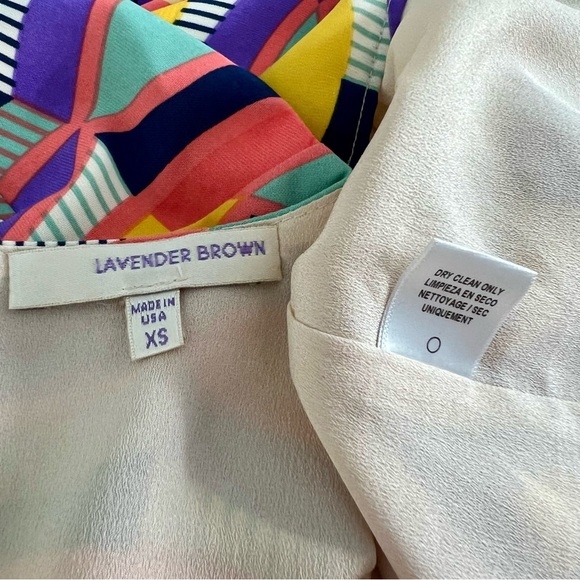 LAVENDER BROWN
MADE IN
USA
XS
DRY CLEAN ONLY
LIMPIEZA EN SECO
NETTOYAGE / SEC
UNIQUEMENT